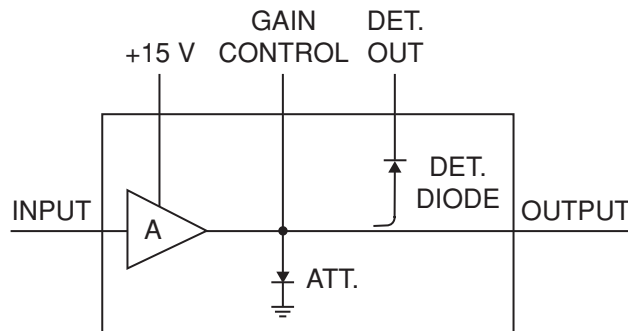 GAIN
CONTROL
DET.
OUT
+15 V
DET.
DIODE
INPUT
A
OUTPUT
ATT.